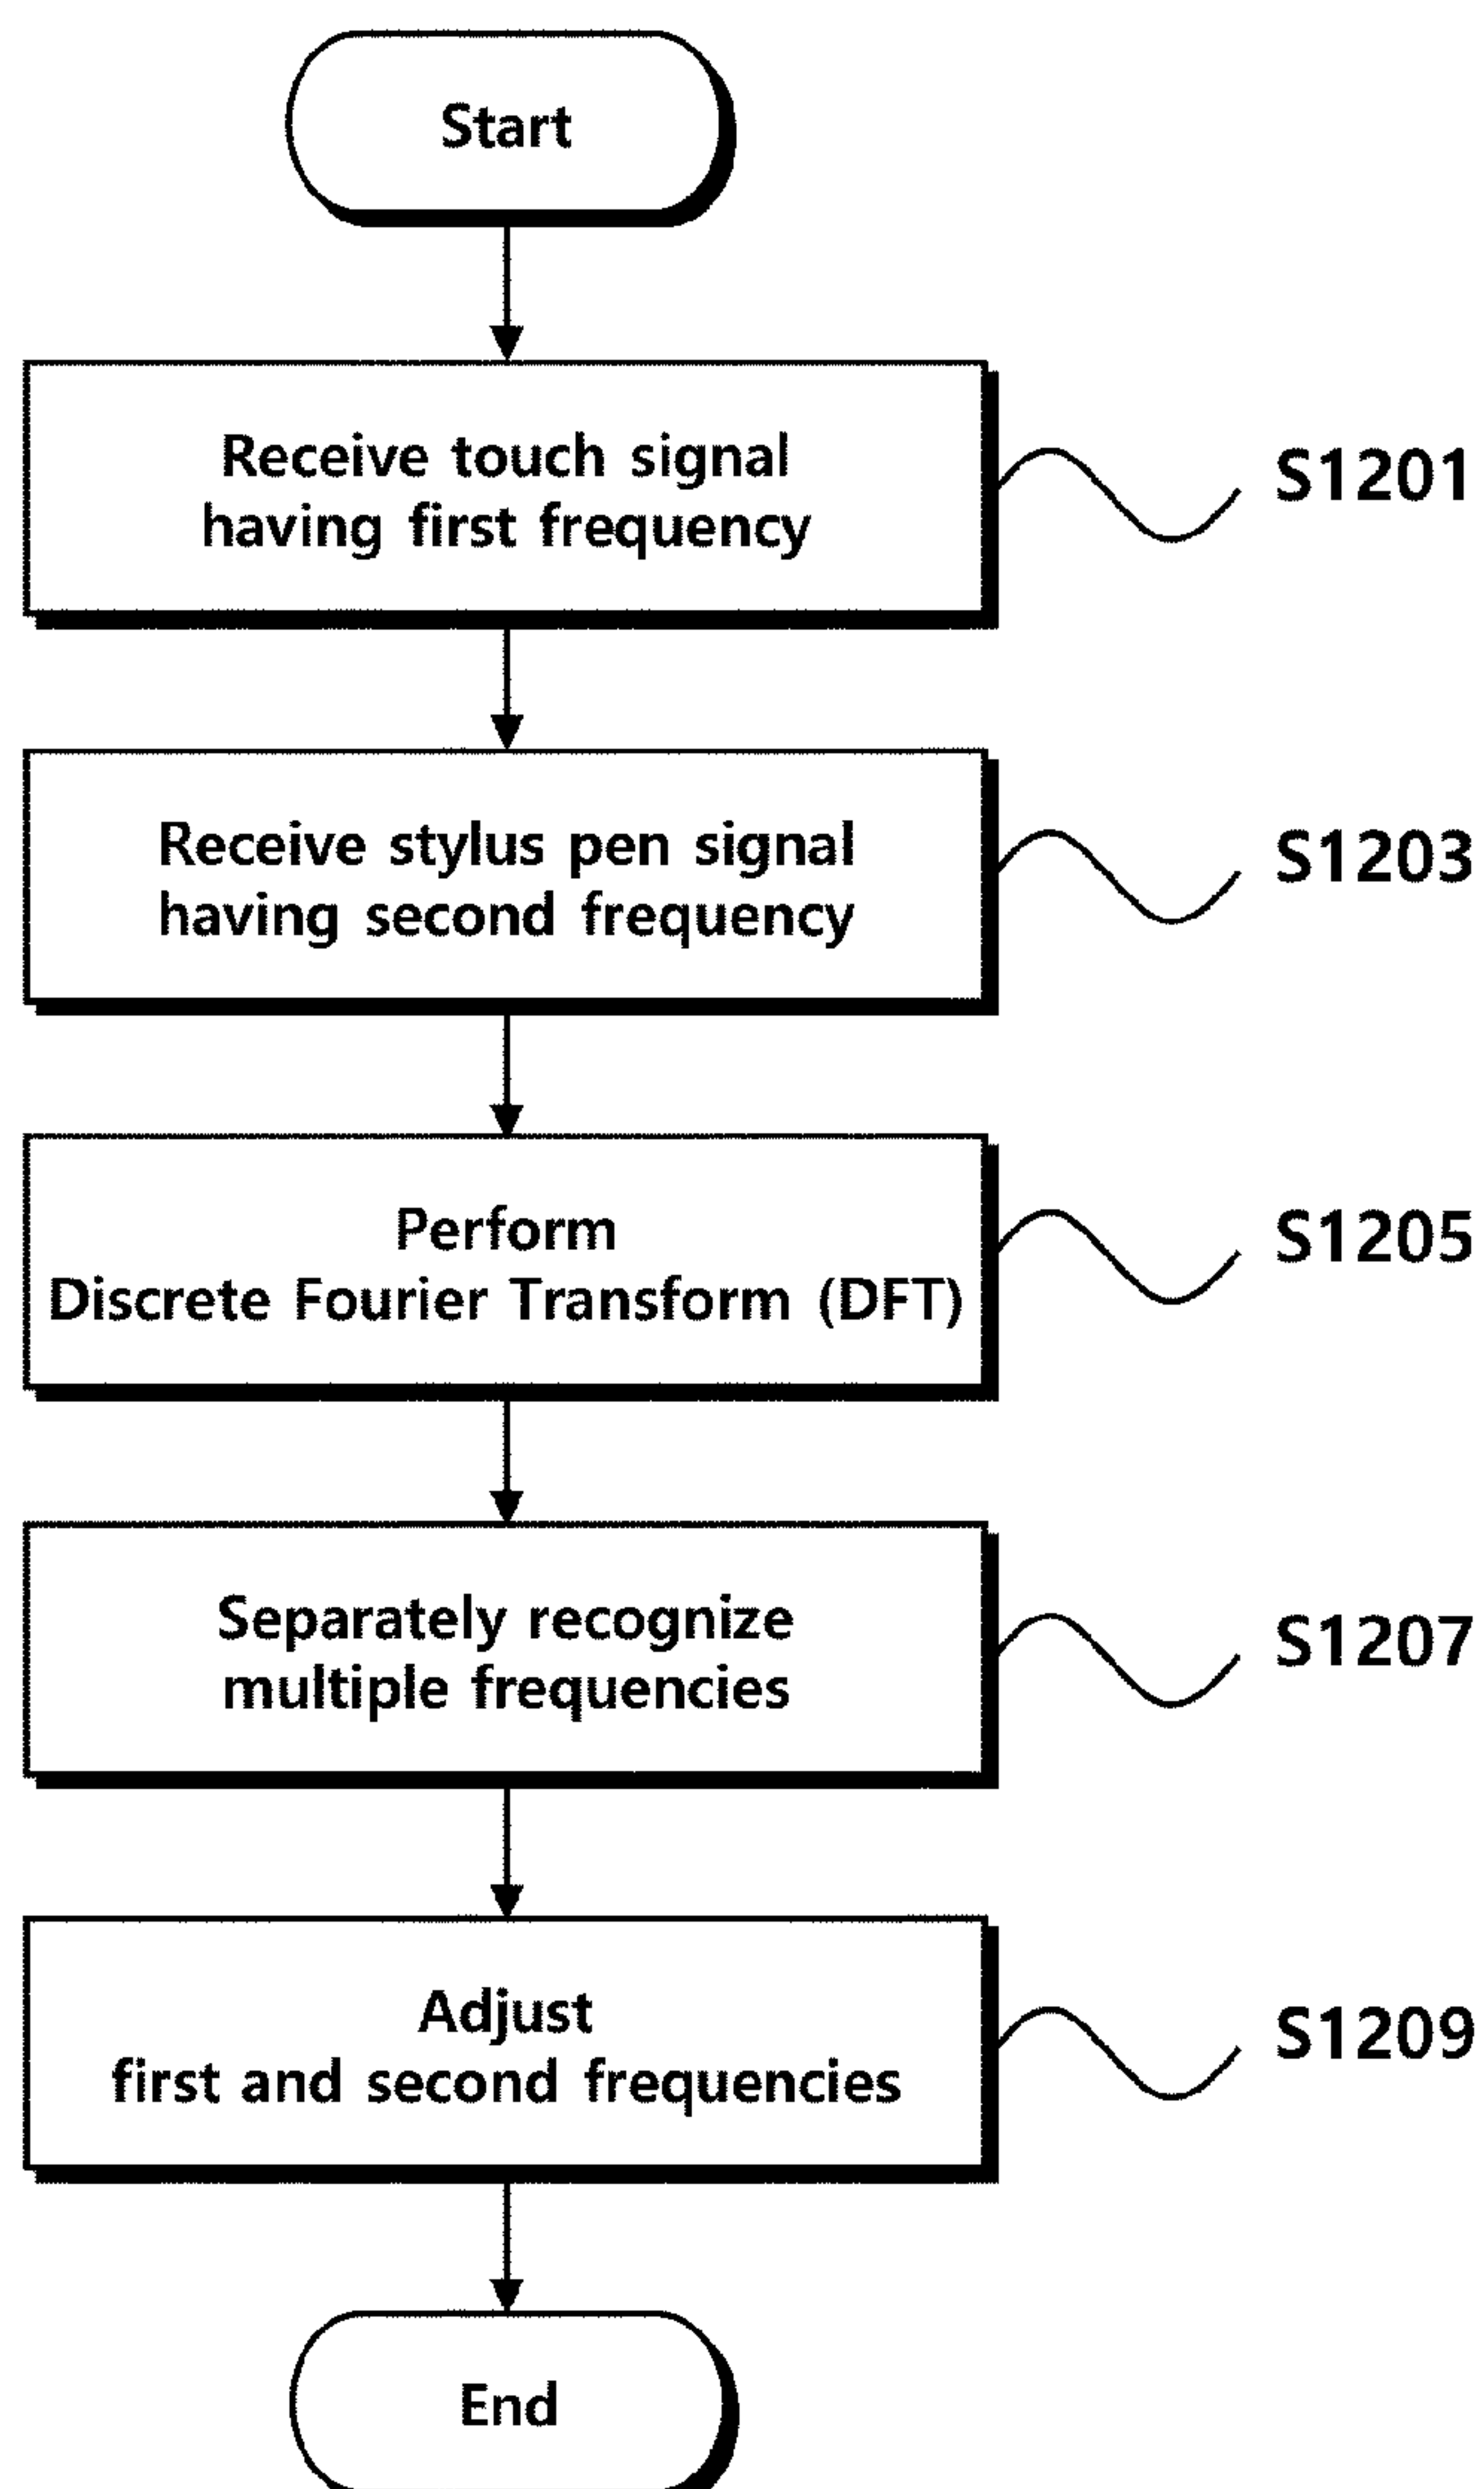 Start
Receive touch signal
having first frequency
S1201
Receive stylus pen signal
having second frequency
S1203
Perform
Discrete Fourier Transform (DFT)
S1205
Separately recognize
multiple frequencies
S1207
Adjust
first and second frequencies
S1209
End